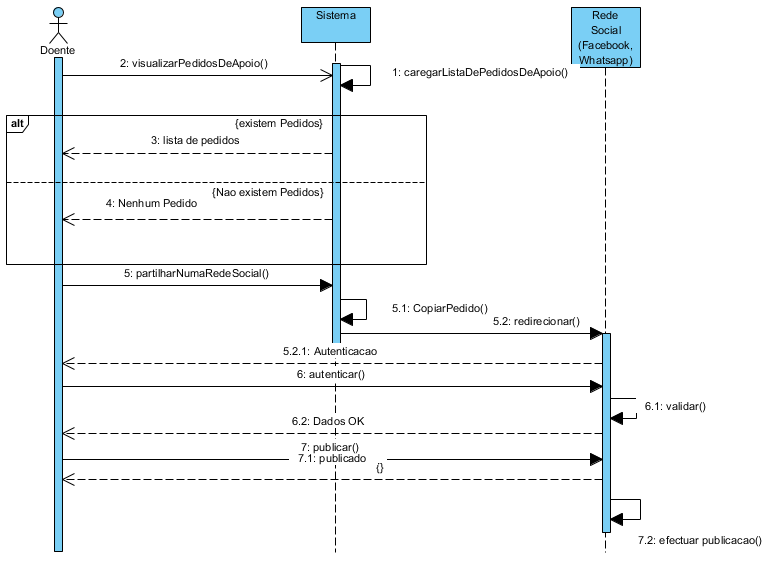 Doente
Sistema
Rede
Social
(Facebook,
Whatsapp)
2: visualizarPedidosDeApoio()
1: caregarListaDePedidosDeApoio()
alt
{existem Pedidos}
3: lista de pedidos
{Nao existem Pedidos}
4: Nenhum Pedido
5: partilharNumaRedeSocial()
5.1: CopiarPedido()
5.2: redirecionar()
5.2.1: Autenticacao
6: autenticar()
6.1: validar()
6.2: Dados OK
7: publicar()
7.1: publicado
{}
7.2: efectuar publicacao()